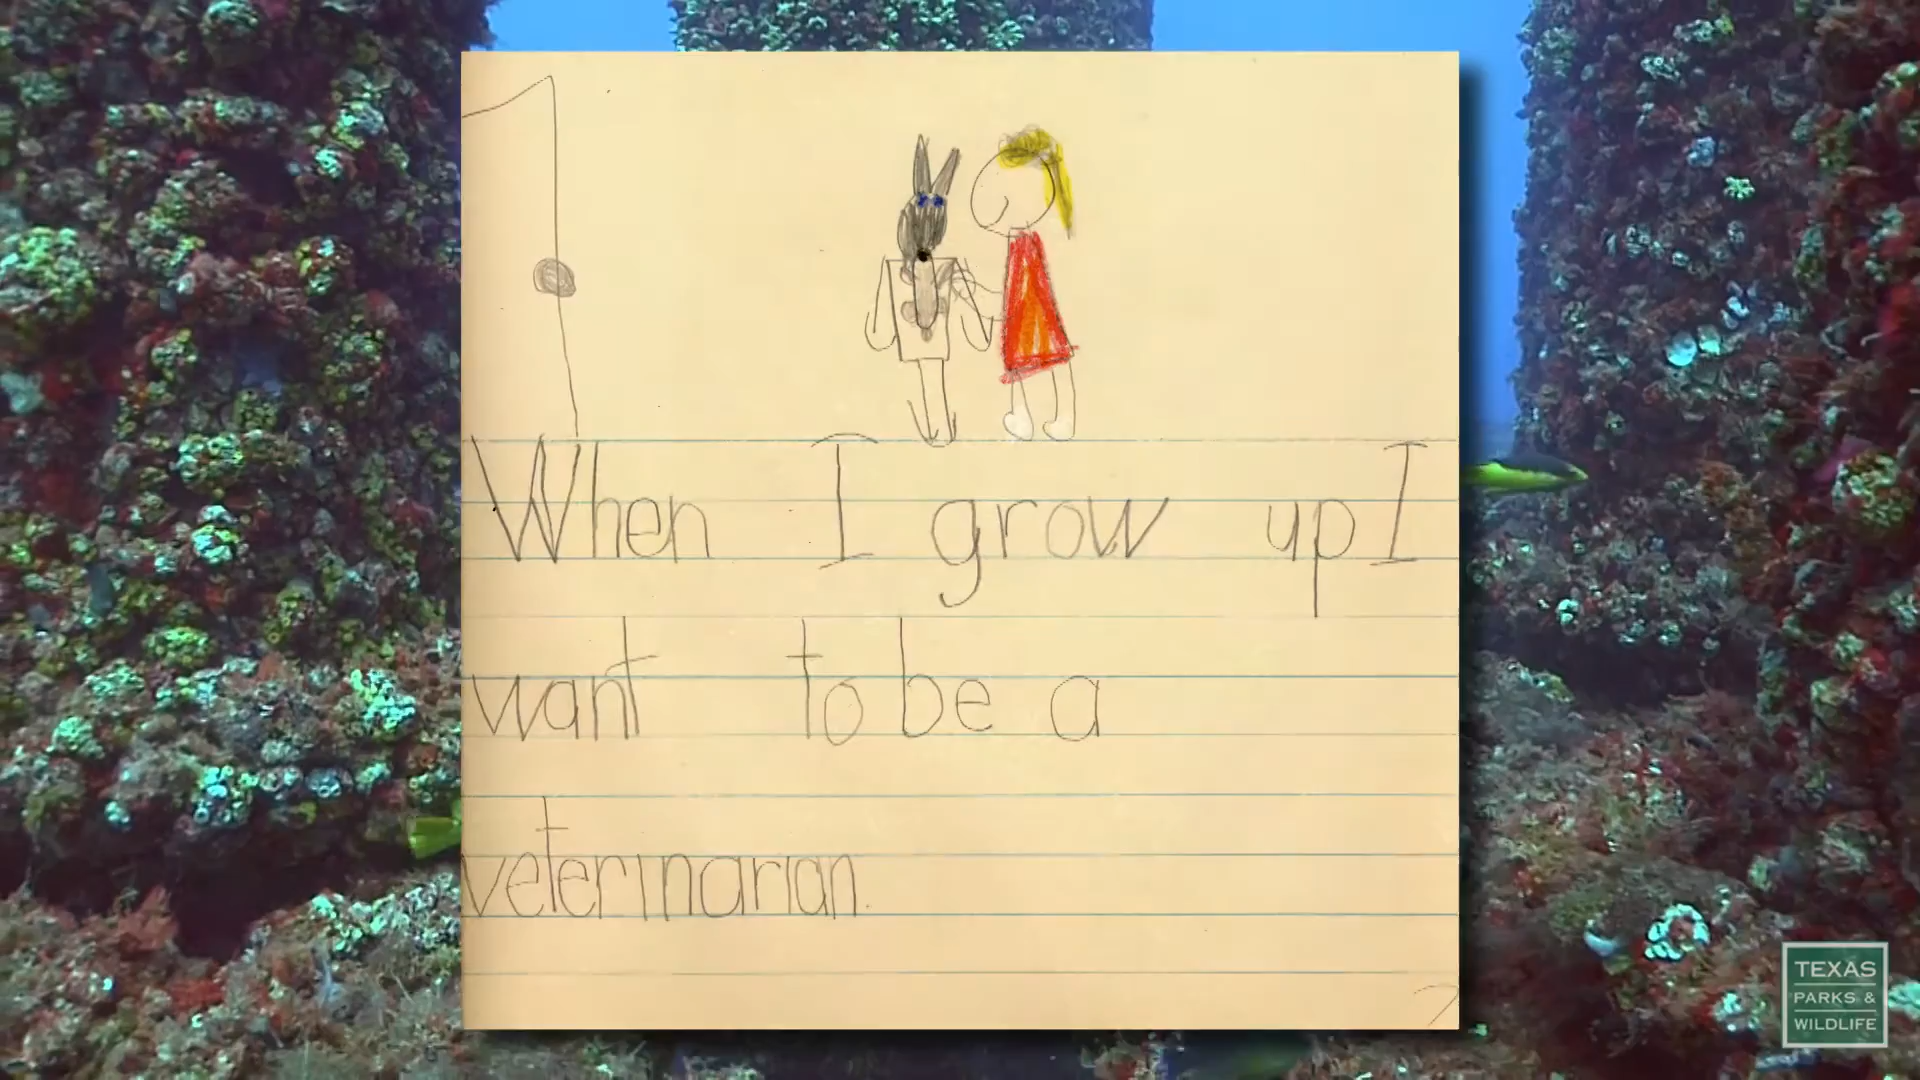 When I grow up I
want to be a
veterinarian.
TEXAS
PARKS &
WILDLIFE